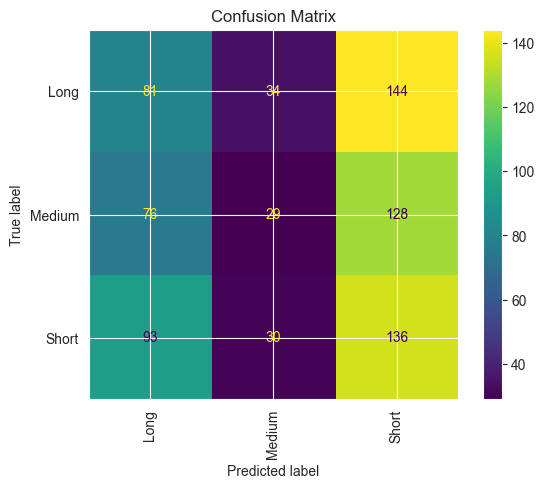 Confusion Matrix
True label
Long 81 34 144
Medium 76 29 128
Short 93 30 136
Long Medium Short
Predicted label
140
120
100
80
60
40